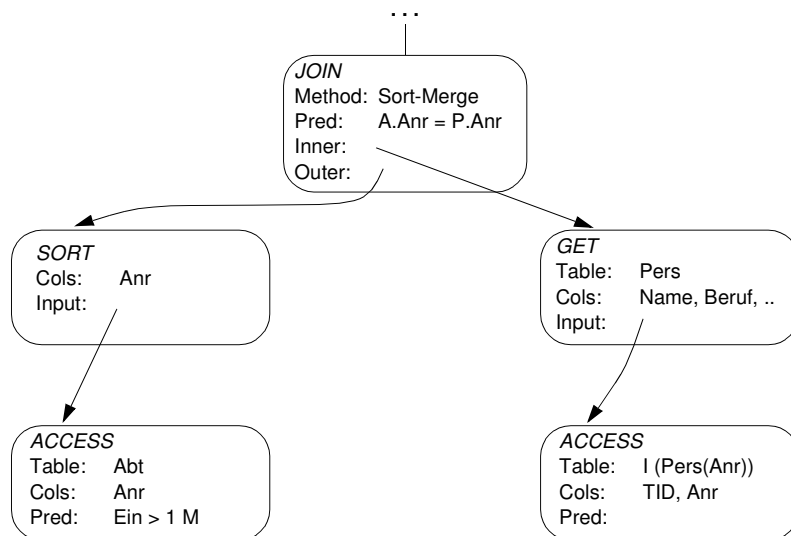 ...
JOIN
Method: Sort-Merge
Pred: A.Anr = P.Anr
Inner:
Outer:
SORT
Cols: Anr
Input:
GET
Table: Pers
Cols: Name, Beruf, ..
Input:
ACCESS
Table: Abt
Cols: Anr
Pred: Ein > 1 M
ACCESS
Table: I (Pers(Anr))
Cols: TID, Anr
Pred: